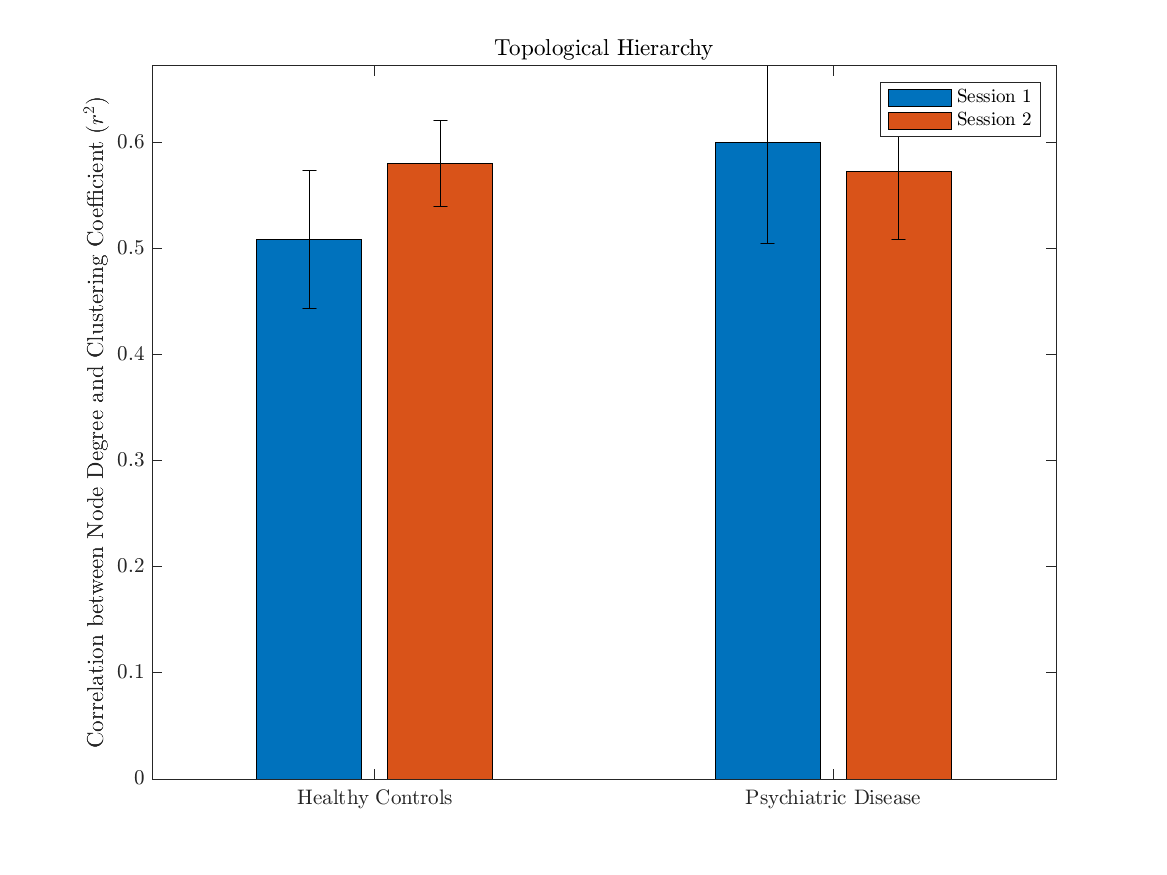 Topological Hierarchy
Correlation between Node Degree and Clustering Coefficient (r²)
Session 1
Session 2
0.6
0.5
0.4
0.3
0.2
0.1
0
Healthy Controls
Psychiatric Disease